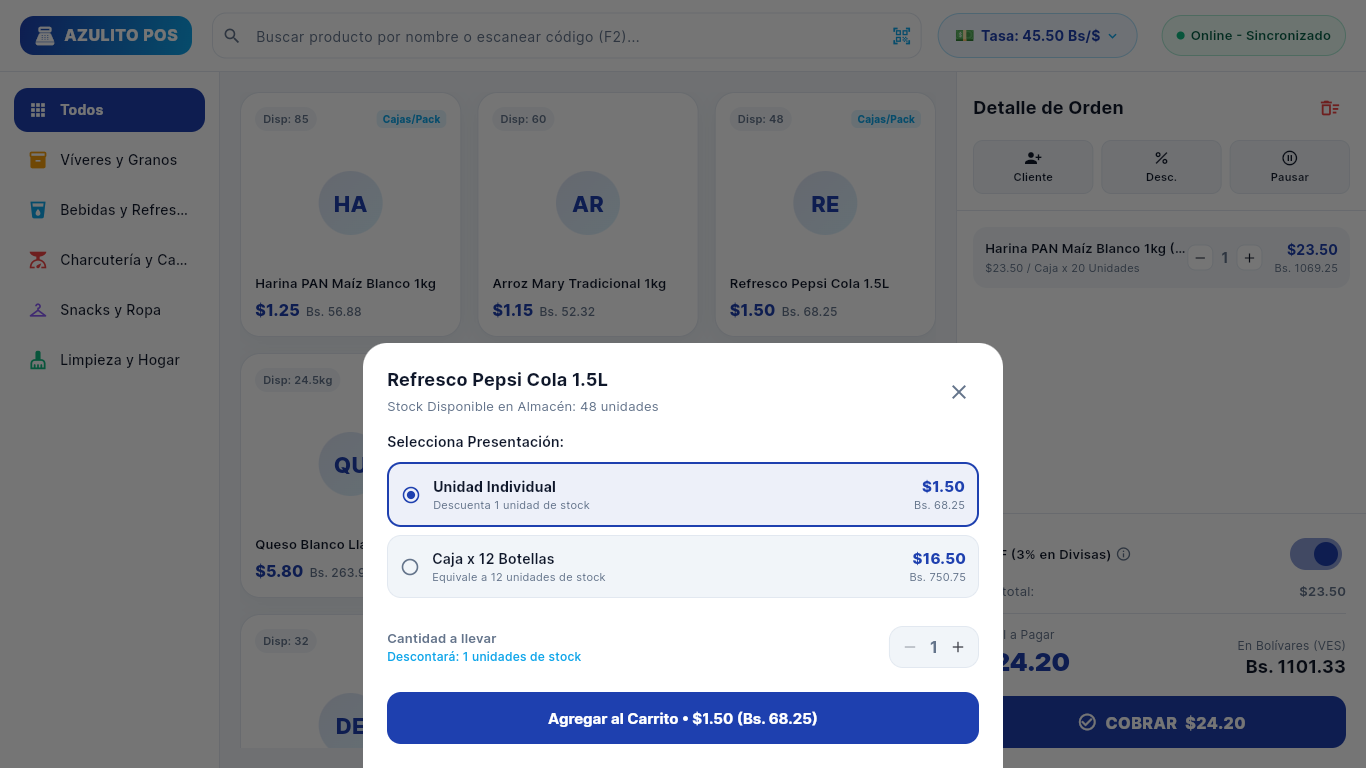 AZULITO POS
Buscar producto por nombre o escanear código (F2)...
Tasa: 45.50 Bs/$
Online - Sincronizado
Todos
Víveres y Granos
Bebidas y Refres...
Charcutería y Ca...
Snacks y Ropa
Limpieza y Hogar
Disp: 85
Cajas/Pack
HA
Harina PAN Maíz Blanco 1kg
$1.25 Bs. 56.88
Disp: 60
AR
Arroz Mary Tradicional 1kg
$1.15 Bs. 52.32
Disp: 48
Cajas/Pack
RE
Refresco Pepsi Cola 1.5L
$1.50 Bs. 68.25
Disp: 24.5kg
QU
Queso Blanco Lla
$5.80 Bs. 263.9
Disp: 32
DE
Detalle de Orden
Cliente
Desc.
Pausar
Harina PAN Maíz Blanco 1kg (...
$23.50 / Caja x 20 Unidades
1
$23.50
Bs. 1069.25
F (3% en Divisas)
total:
$23.50
l a Pagar
24.20
En Bolívares (VES)
Bs. 1101.33
COBRAR $24.20
Refresco Pepsi Cola 1.5L
Stock Disponible en Almacén: 48 unidades
Selecciona Presentación:
Unidad Individual
Descuenta 1 unidad de stock
$1.50
Bs. 68.25
Caja x 12 Botellas
Equivale a 12 unidades de stock
$16.50
Bs. 750.75
Cantidad a llevar
Descontará: 1 unidades de stock
1
Agregar al Carrito • $1.50 (Bs. 68.25)